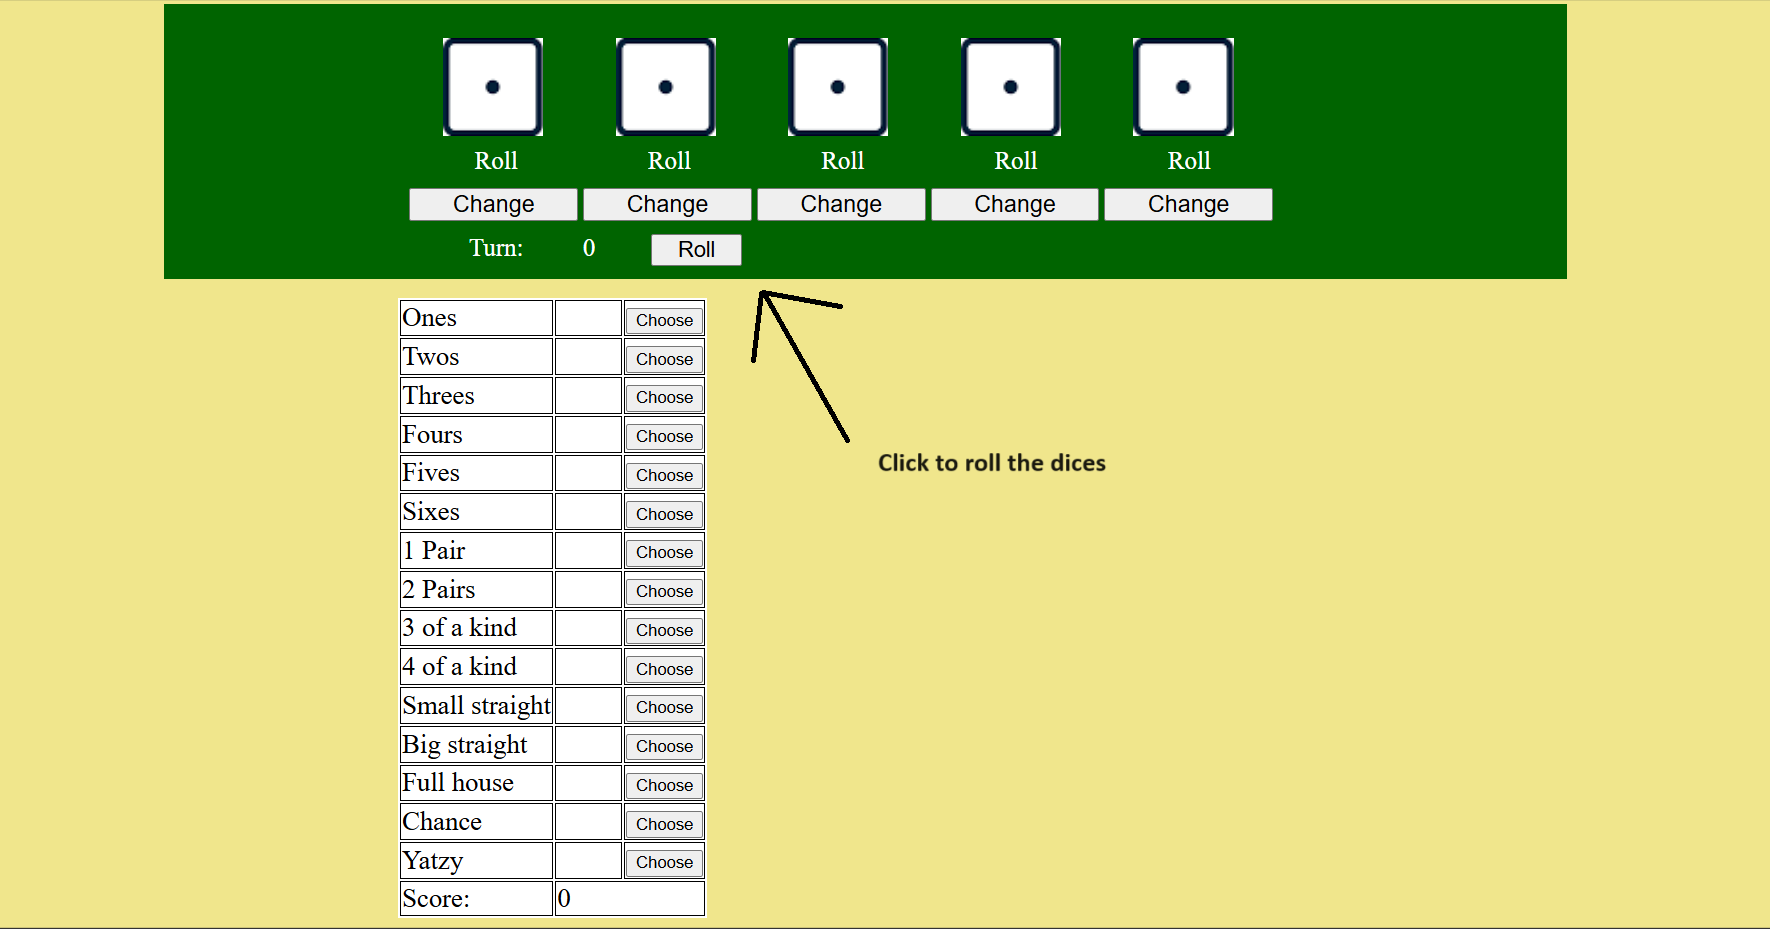 Roll Roll Roll Roll Roll
Change Change Change Change Change
Turn: 0 Roll
Ones Choose
Twos Choose
Threes Choose
Fours Choose
Fives Choose
Click to roll the dices
Sixes Choose
1 Pair Choose
2 Pairs Choose
3 of a kind Choose
4 of a kind Choose
Small straight Choose
Big straight Choose
Full house Choose
Chance Choose
Yatzy Choose
Score: 0